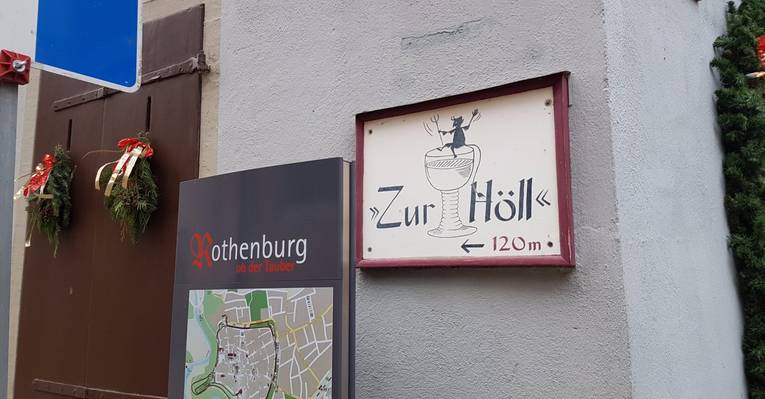 Rothenburg
ob der Tauber
»Zur Höll«
← 120m